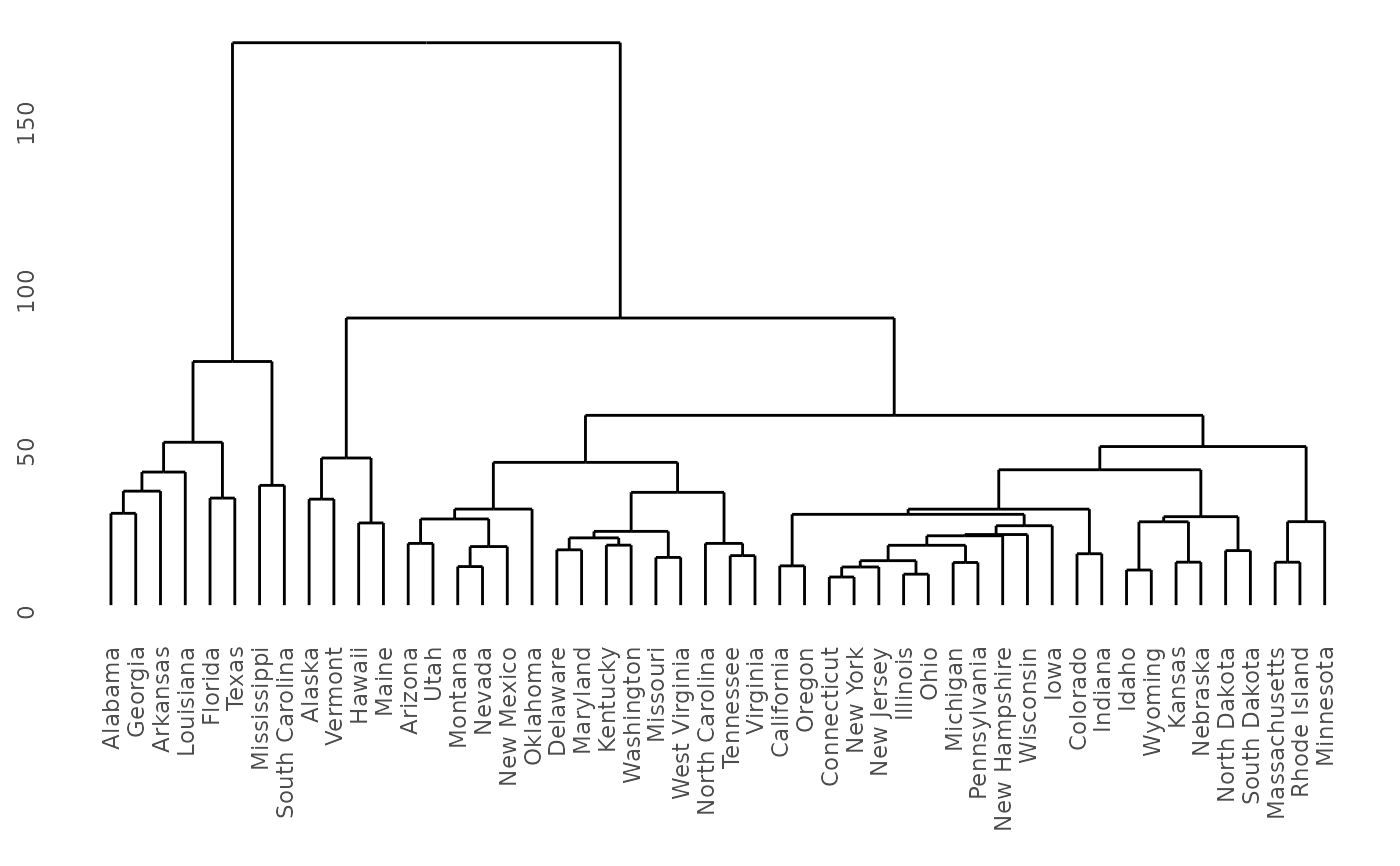 150
100
50
0
Alabama
Georgia
Arkansas
Louisiana
Florida
Texas
Mississippi
South Carolina
Alaska
Vermont
Hawaii
Maine
Arizona
Utah
Montana
Nevada
New Mexico
Oklahoma
Delaware
Maryland
Kentucky
Washington
Missouri
West Virginia
North Carolina
Tennessee
Virginia
California
Oregon
Connecticut
New York
New Jersey
Illinois
Ohio
Michigan
Pennsylvania
New Hampshire
Wisconsin
Iowa
Colorado
Indiana
Idaho
Wyoming
Kansas
Nebraska
North Dakota
South Dakota
Massachusetts
Rhode Island
Minnesota